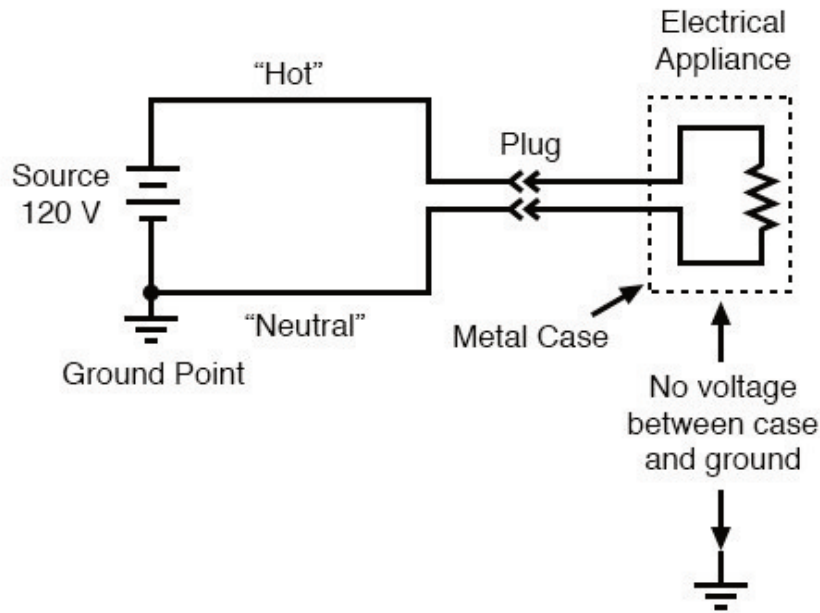 Electrical
Appliance
“Hot”
Plug
Source
120 V
“Neutral”
Metal Case
Ground Point
No voltage
between case
and ground